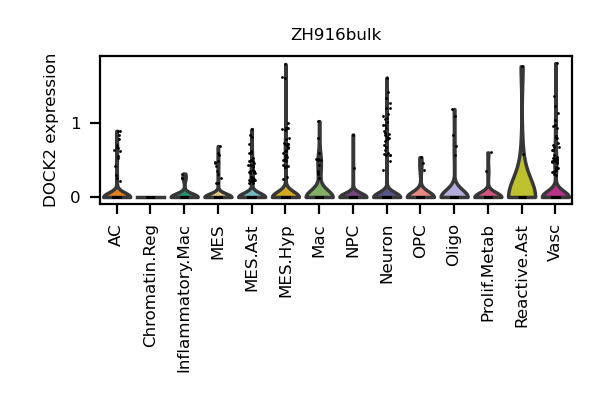 ZH916bulk
DOCK2 expression
1
0
AC
Chromatin.Reg
Inflammatory.Mac
MES
MES.Ast
MES.Hyp
Mac
NPC
Neuron
OPC
Oligo
Prolif.Metab
Reactive.Ast
Vasc